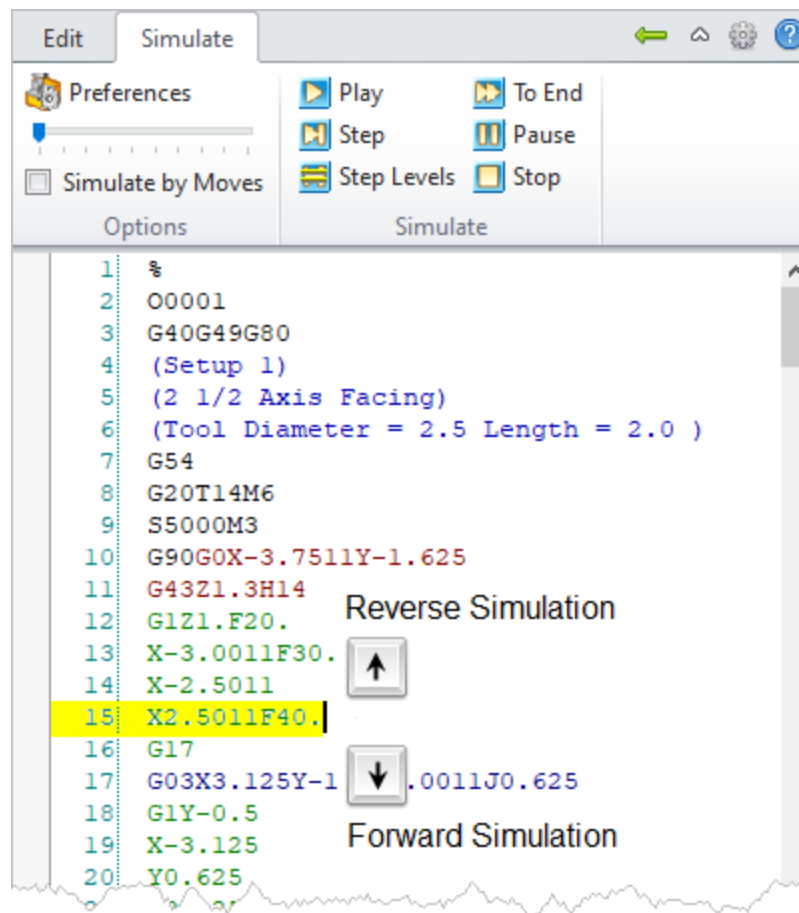 Edit Simulate
Preferences Play To End
Step Pause
Simulate by Moves Step Levels Stop
Options Simulate
1 %
2 O0001
3 G40G49G80
4 (Setup 1)
5 (2 1/2 Axis Facing)
6 (Tool Diameter = 2.5 Length = 2.0 )
7 G54
8 G20T14M6
9 S5000M3
10 G90G0X-3.7511Y-1.625
11 G43Z1.3H14
Reverse Simulation
12 G1Z1.F20.
13 X-3.0011F30.
14 X-2.5011
15 X2.5011F40.
16 G17
17 G03X3.125Y-1 .0011J0.625
18 G1Y-0.5
19 X-3.125
Forward Simulation
20 Y0.625